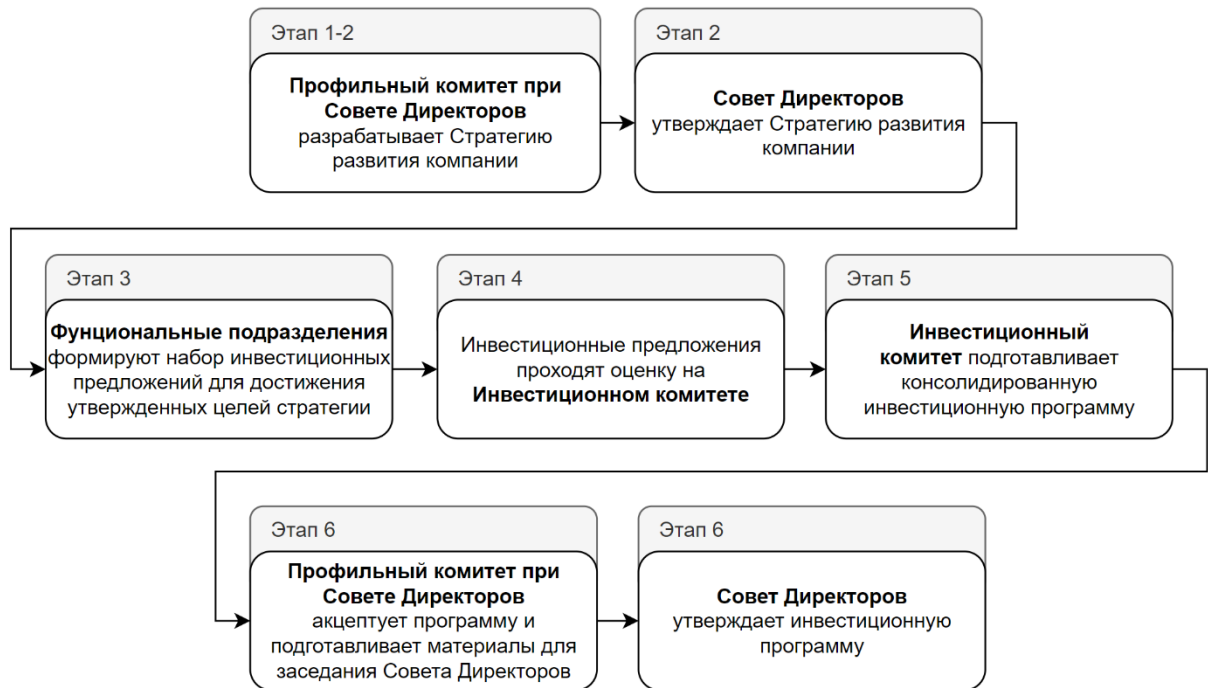 Этап 1-2
Профильный комитет при
Совете Директоров
разрабатывает Стратегию
развития компании
Этап 2
Совет Директоров
утверждает Стратегию развития
компании
Этап 3
Фунциональные подразделения
формируют набор инвестиционных
предложений для достижения
утвержденных целей стратегии
Этап 4
Инвестиционные предложения
проходят оценку на
Инвестиционном комитете
Этап 5
Инвестиционный
комитет подготавливает
консолидированную
инвестиционную программу
Этап 6
Профильный комитет при
Совете Директоров
акцептует программу и
подготавливает материалы для
заседания Совета Директоров
Этап 6
Совет Директоров
утверждает инвестиционную
программу